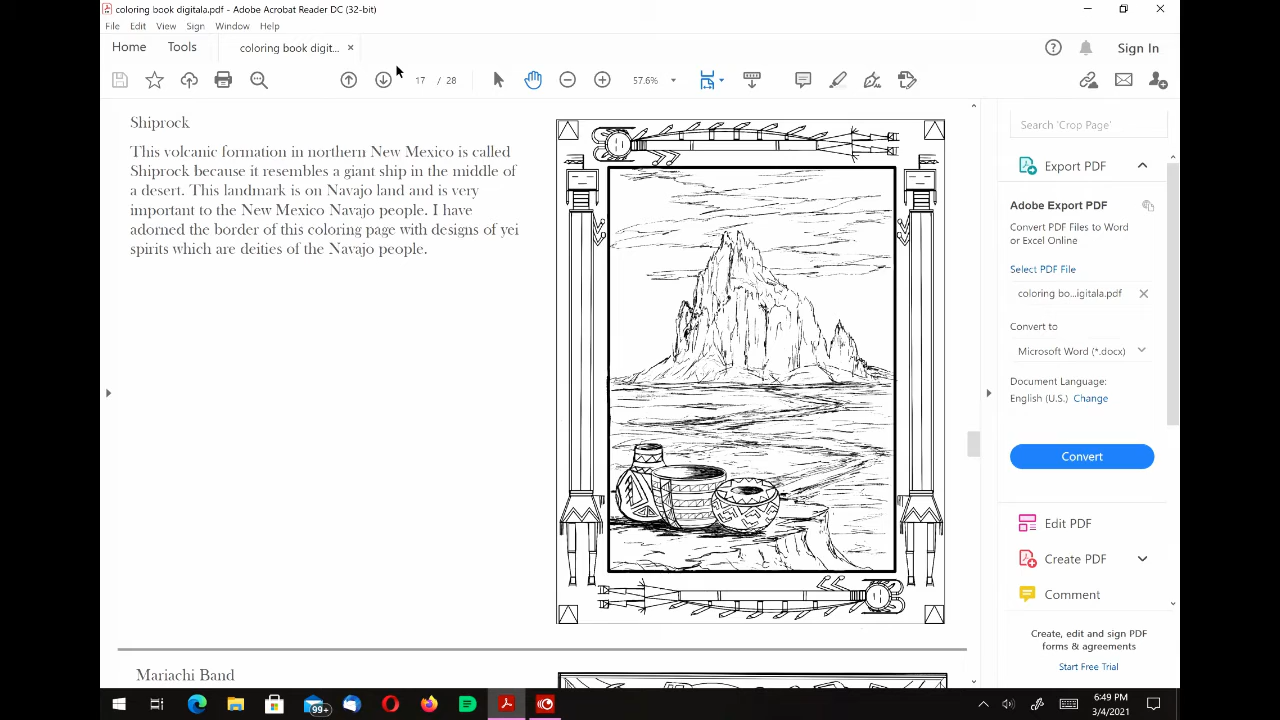 coloring book digitala.pdf - Adobe Acrobat Reader DC (32-bit)
File Edit View Sign Window Help
Home Tools coloring book digit... × Sign In
17 / 28 57.6%
Shiprock
This volcanic formation in northern New Mexico is called
Shiprock because it resembles a giant ship in the middle of
a desert. This landmark is on Navajo land and is very
important to the New Mexico Navajo people. I have
adorned the border of this coloring page with designs of yei
spirits which are deities of the Navajo people.
Mariachi Band
Search 'Crop Page'
Export PDF
Adobe Export PDF
Convert PDF Files to Word
or Excel Online
Select PDF File
coloring bo...igitala.pdf
Convert to
Microsoft Word (*.docx)
Document Language:
English (U.S.) Change
Convert
Edit PDF
Create PDF
Comment
Create, edit and sign PDF
forms & agreements
Start Free Trial
99+
6:49 PM
3/4/2021